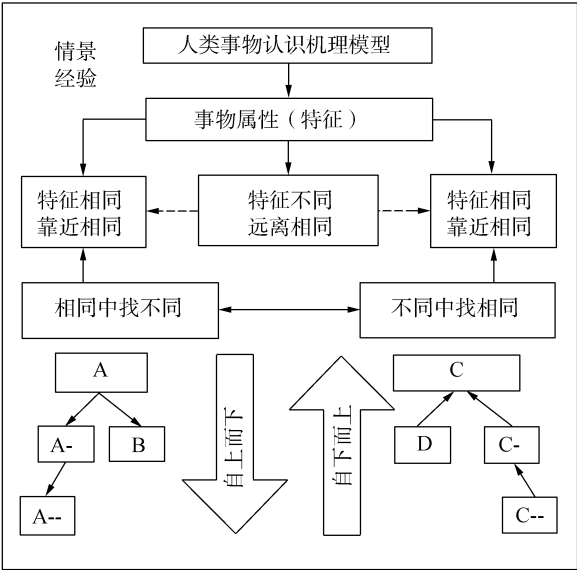 情景
经验
人类事物认识机理模型
事物属性（特征）
特征相同
靠近相同
特征不同
远离相同
特征相同
靠近相同
相同中找不同
不同中找相同
A
A-
B
A--
自上而下
自下而上
C
D
C-
C--